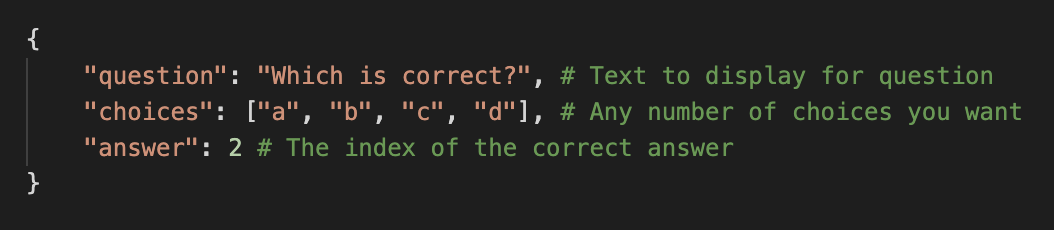 {
"question": "Which is correct?", # Text to display for question
"choices": ["a", "b", "c", "d"], # Any number of choices you want
"answer": 2 # The index of the correct answer
}